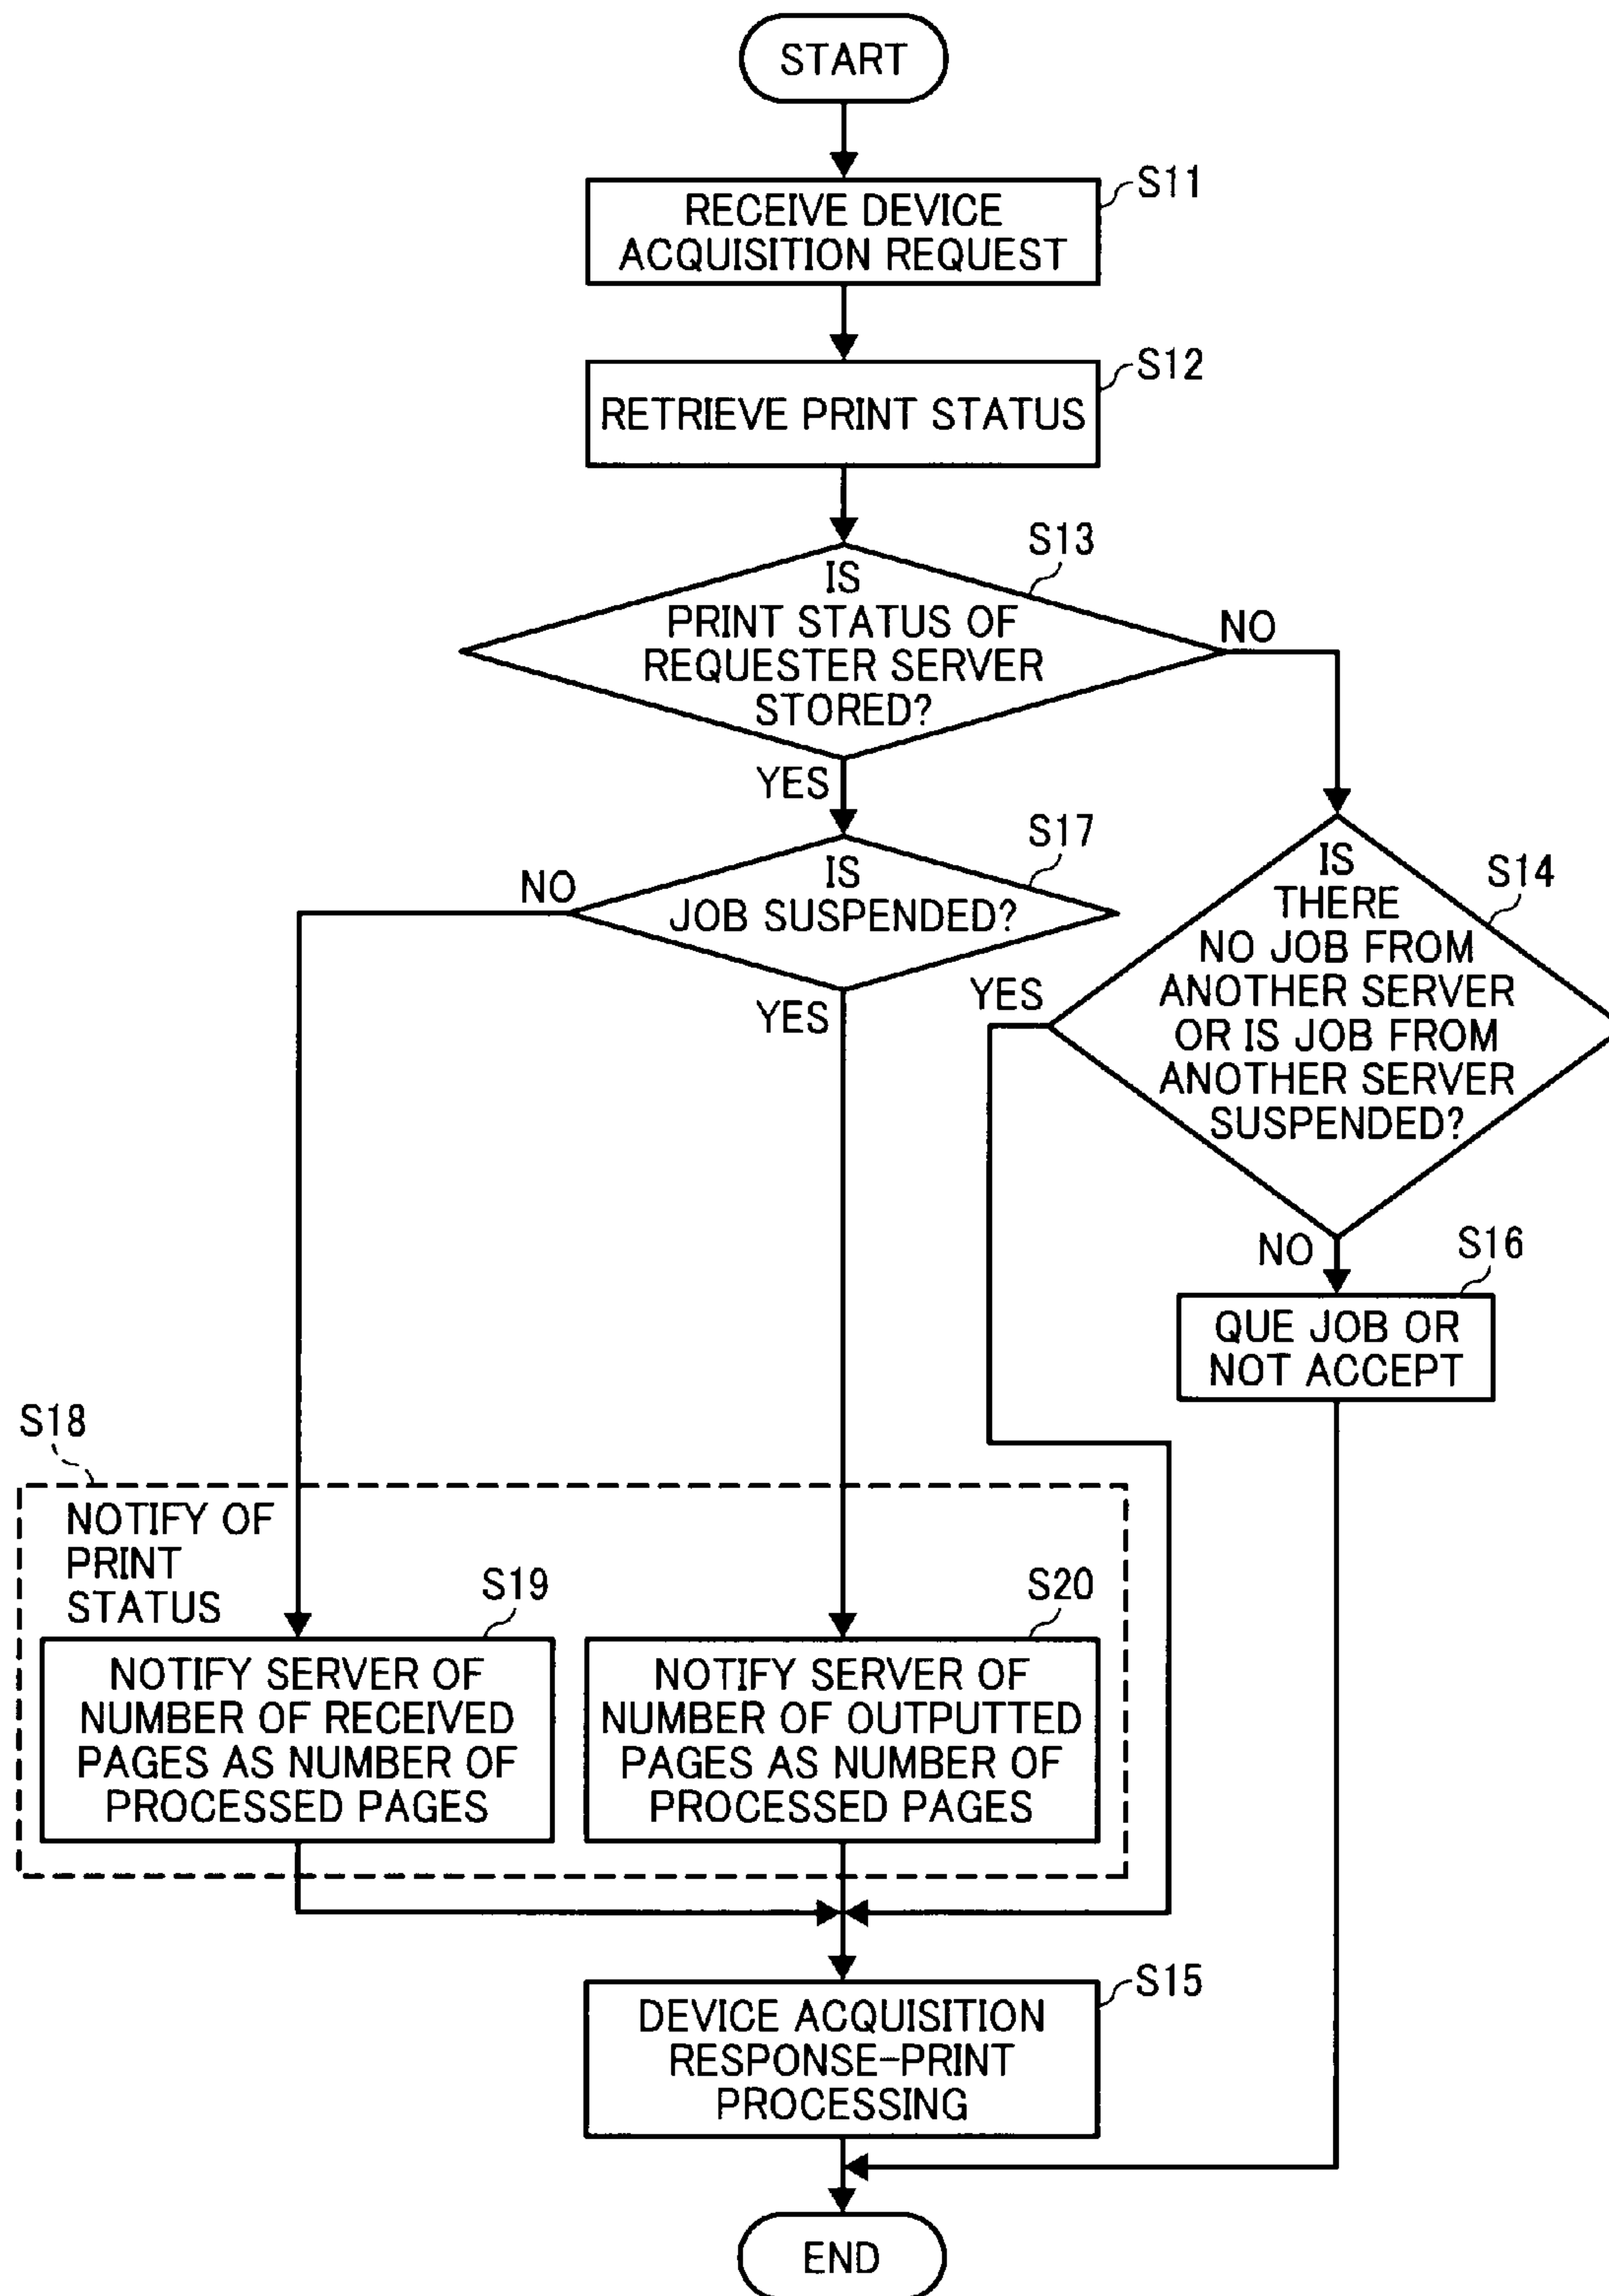 START
S11
RECEIVE DEVICE
ACQUISITION REQUEST
S12
RETRIEVE PRINT STATUS
S13
IS
PRINT STATUS OF
REQUESTER SERVER
STORED?
NO
YES
S17
IS
JOB SUSPENDED?
NO
YES
S14
IS
THERE
NO JOB FROM
ANOTHER SERVER
OR IS JOB FROM
ANOTHER SERVER
SUSPENDED?
YES
NO
S16
QUE JOB OR
NOT ACCEPT
S18
NOTIFY OF
PRINT
STATUS
S19
NOTIFY SERVER OF
NUMBER OF RECEIVED
PAGES AS NUMBER OF
PROCESSED PAGES
S20
NOTIFY SERVER OF
NUMBER OF OUTPUTTED
PAGES AS NUMBER OF
PROCESSED PAGES
S15
DEVICE ACQUISITION
RESPONSE-PRINT
PROCESSING
END